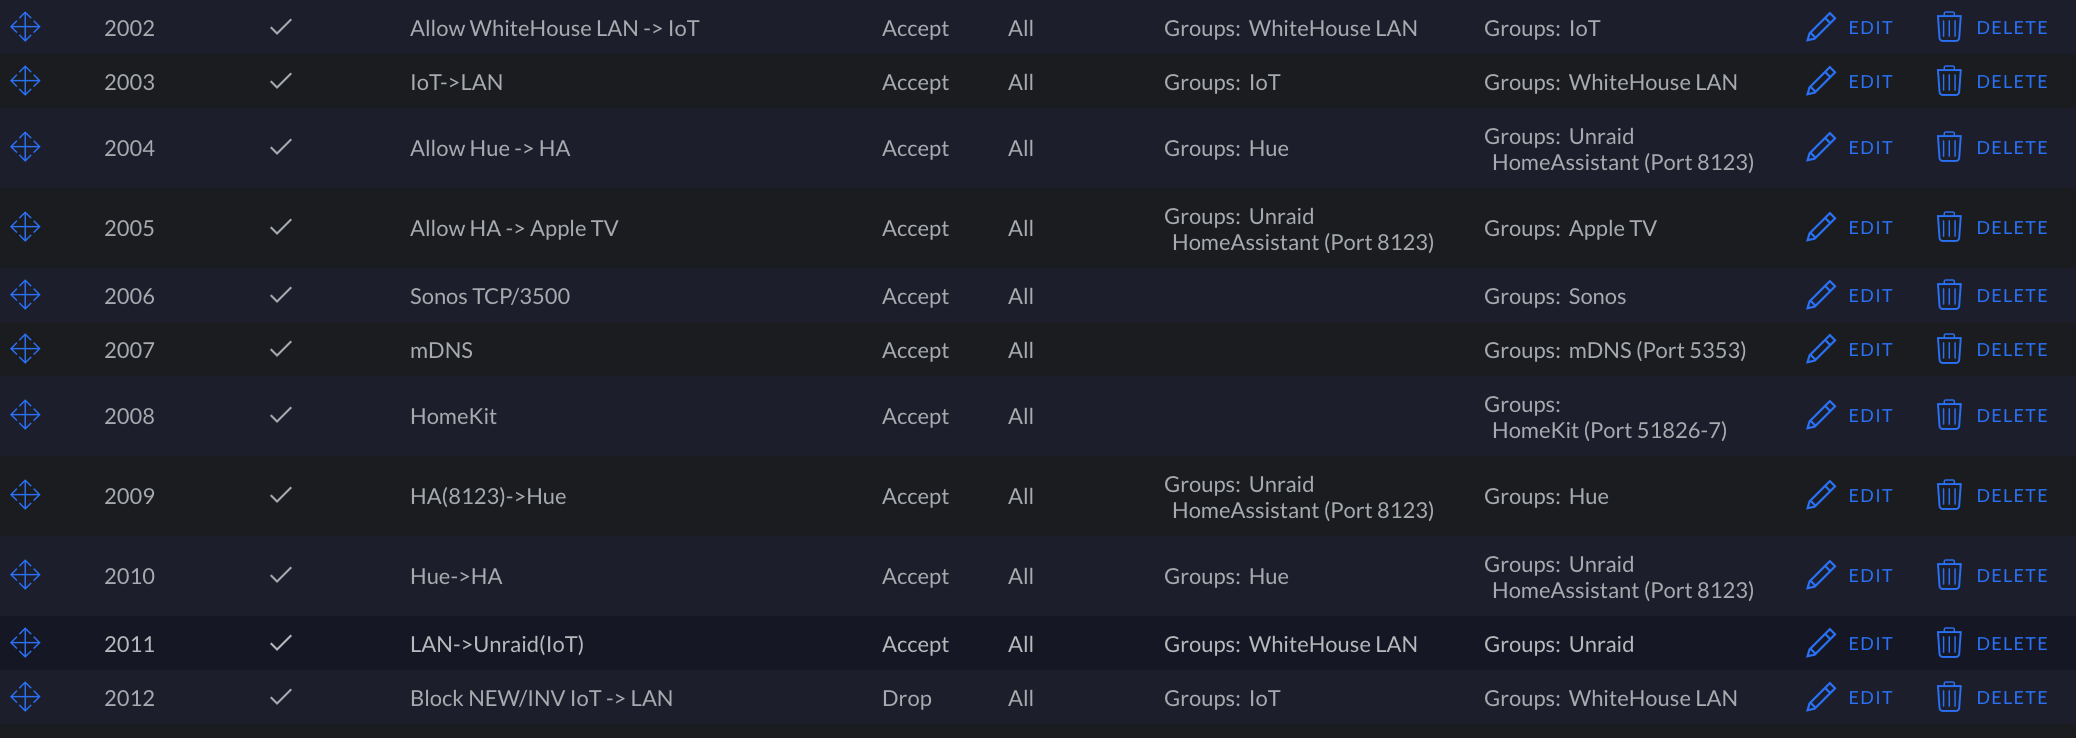 2002 Allow WhiteHouse LAN -> IoT Accept All Groups: WhiteHouse LAN Groups: IoT EDIT DELETE
2003 IoT->LAN Accept All Groups: IoT Groups: WhiteHouse LAN EDIT DELETE
2004 Allow Hue -> HA Accept All Groups: Hue Groups: Unraid EDIT DELETE
HomeAssistant (Port 8123)
2005 Allow HA -> Apple TV Accept All Groups: Unraid Groups: Apple TV EDIT DELETE
HomeAssistant (Port 8123)
2006 Sonos TCP/3500 Accept All Groups: Sonos EDIT DELETE
2007 mDNS Accept All Groups: mDNS (Port 5353) EDIT DELETE
2008 HomeKit Accept All Groups: EDIT DELETE
HomeKit (Port 51826-7)
2009 HA(8123)->Hue Accept All Groups: Unraid Groups: Hue EDIT DELETE
HomeAssistant (Port 8123)
2010 Hue->HA Accept All Groups: Hue Groups: Unraid EDIT DELETE
HomeAssistant (Port 8123)
2011 LAN->Unraid(IoT) Accept All Groups: WhiteHouse LAN Groups: Unraid EDIT DELETE
2012 Block NEW/INV IoT -> LAN Drop All Groups: IoT Groups: WhiteHouse LAN EDIT DELETE